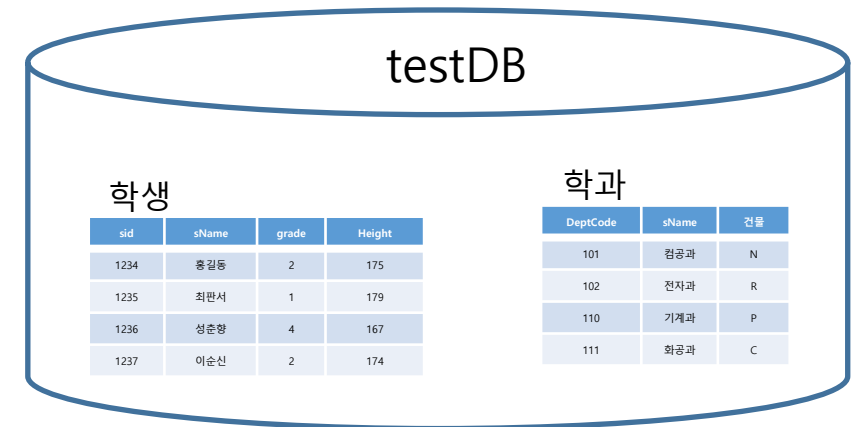 testDB
학생
sid sName grade Height
1234 홍길동 2 175
1235 최판서 1 179
1236 성춘향 4 167
1237 이순신 2 174
학과
DeptCode sName 건물
101 컴공과 N
102 전자과 R
110 기계과 P
111 화공과 C